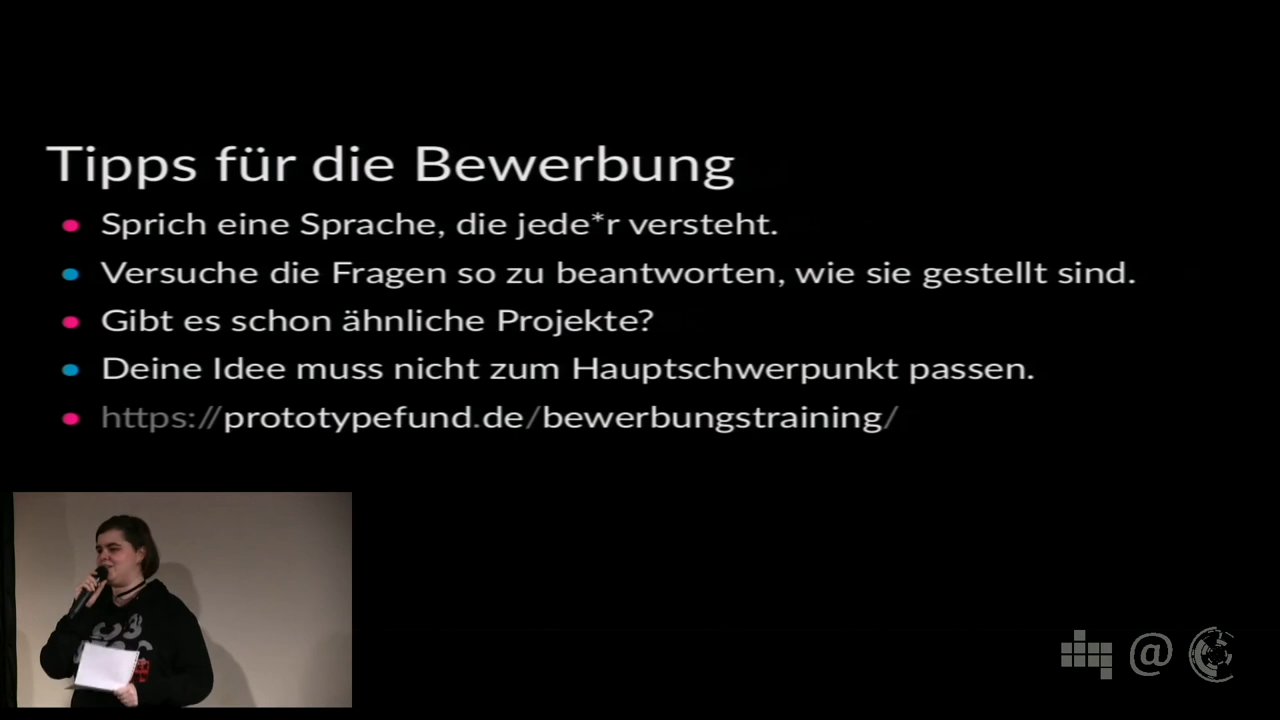 Tipps für die Bewerbung
Sprich eine Sprache, die jede*r versteht.
Versuche die Fragen so zu beantworten, wie sie gestellt sind.
Gibt es schon ähnliche Projekte?
Deine Idee muss nicht zum Hauptschwerpunkt passen.
https://prototypefund.de/bewerbungstraining/
@